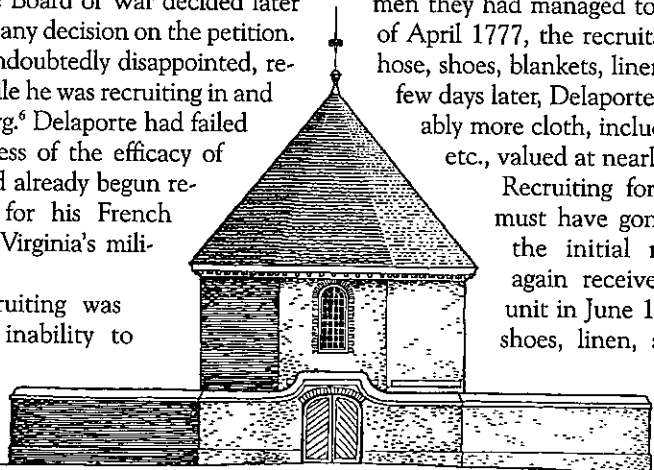 Board of War decided later
any decision on the petition.
ndoubtedly disappointed, re-
le he was recruiting in and
rg.⁶ Delaporte had failed
ess of the efficacy of
d already begun re-
for his French
Virginia's mili-
ruiting was
inability to
men they had managed to
of April 1777, the recruit
hose, shoes, blankets, linen
few days later, Delaporte
ably more cloth, includ
etc., valued at nearl
Recruiting for
must have gon
the initial
again receive
unit in June 1
shoes, linen,